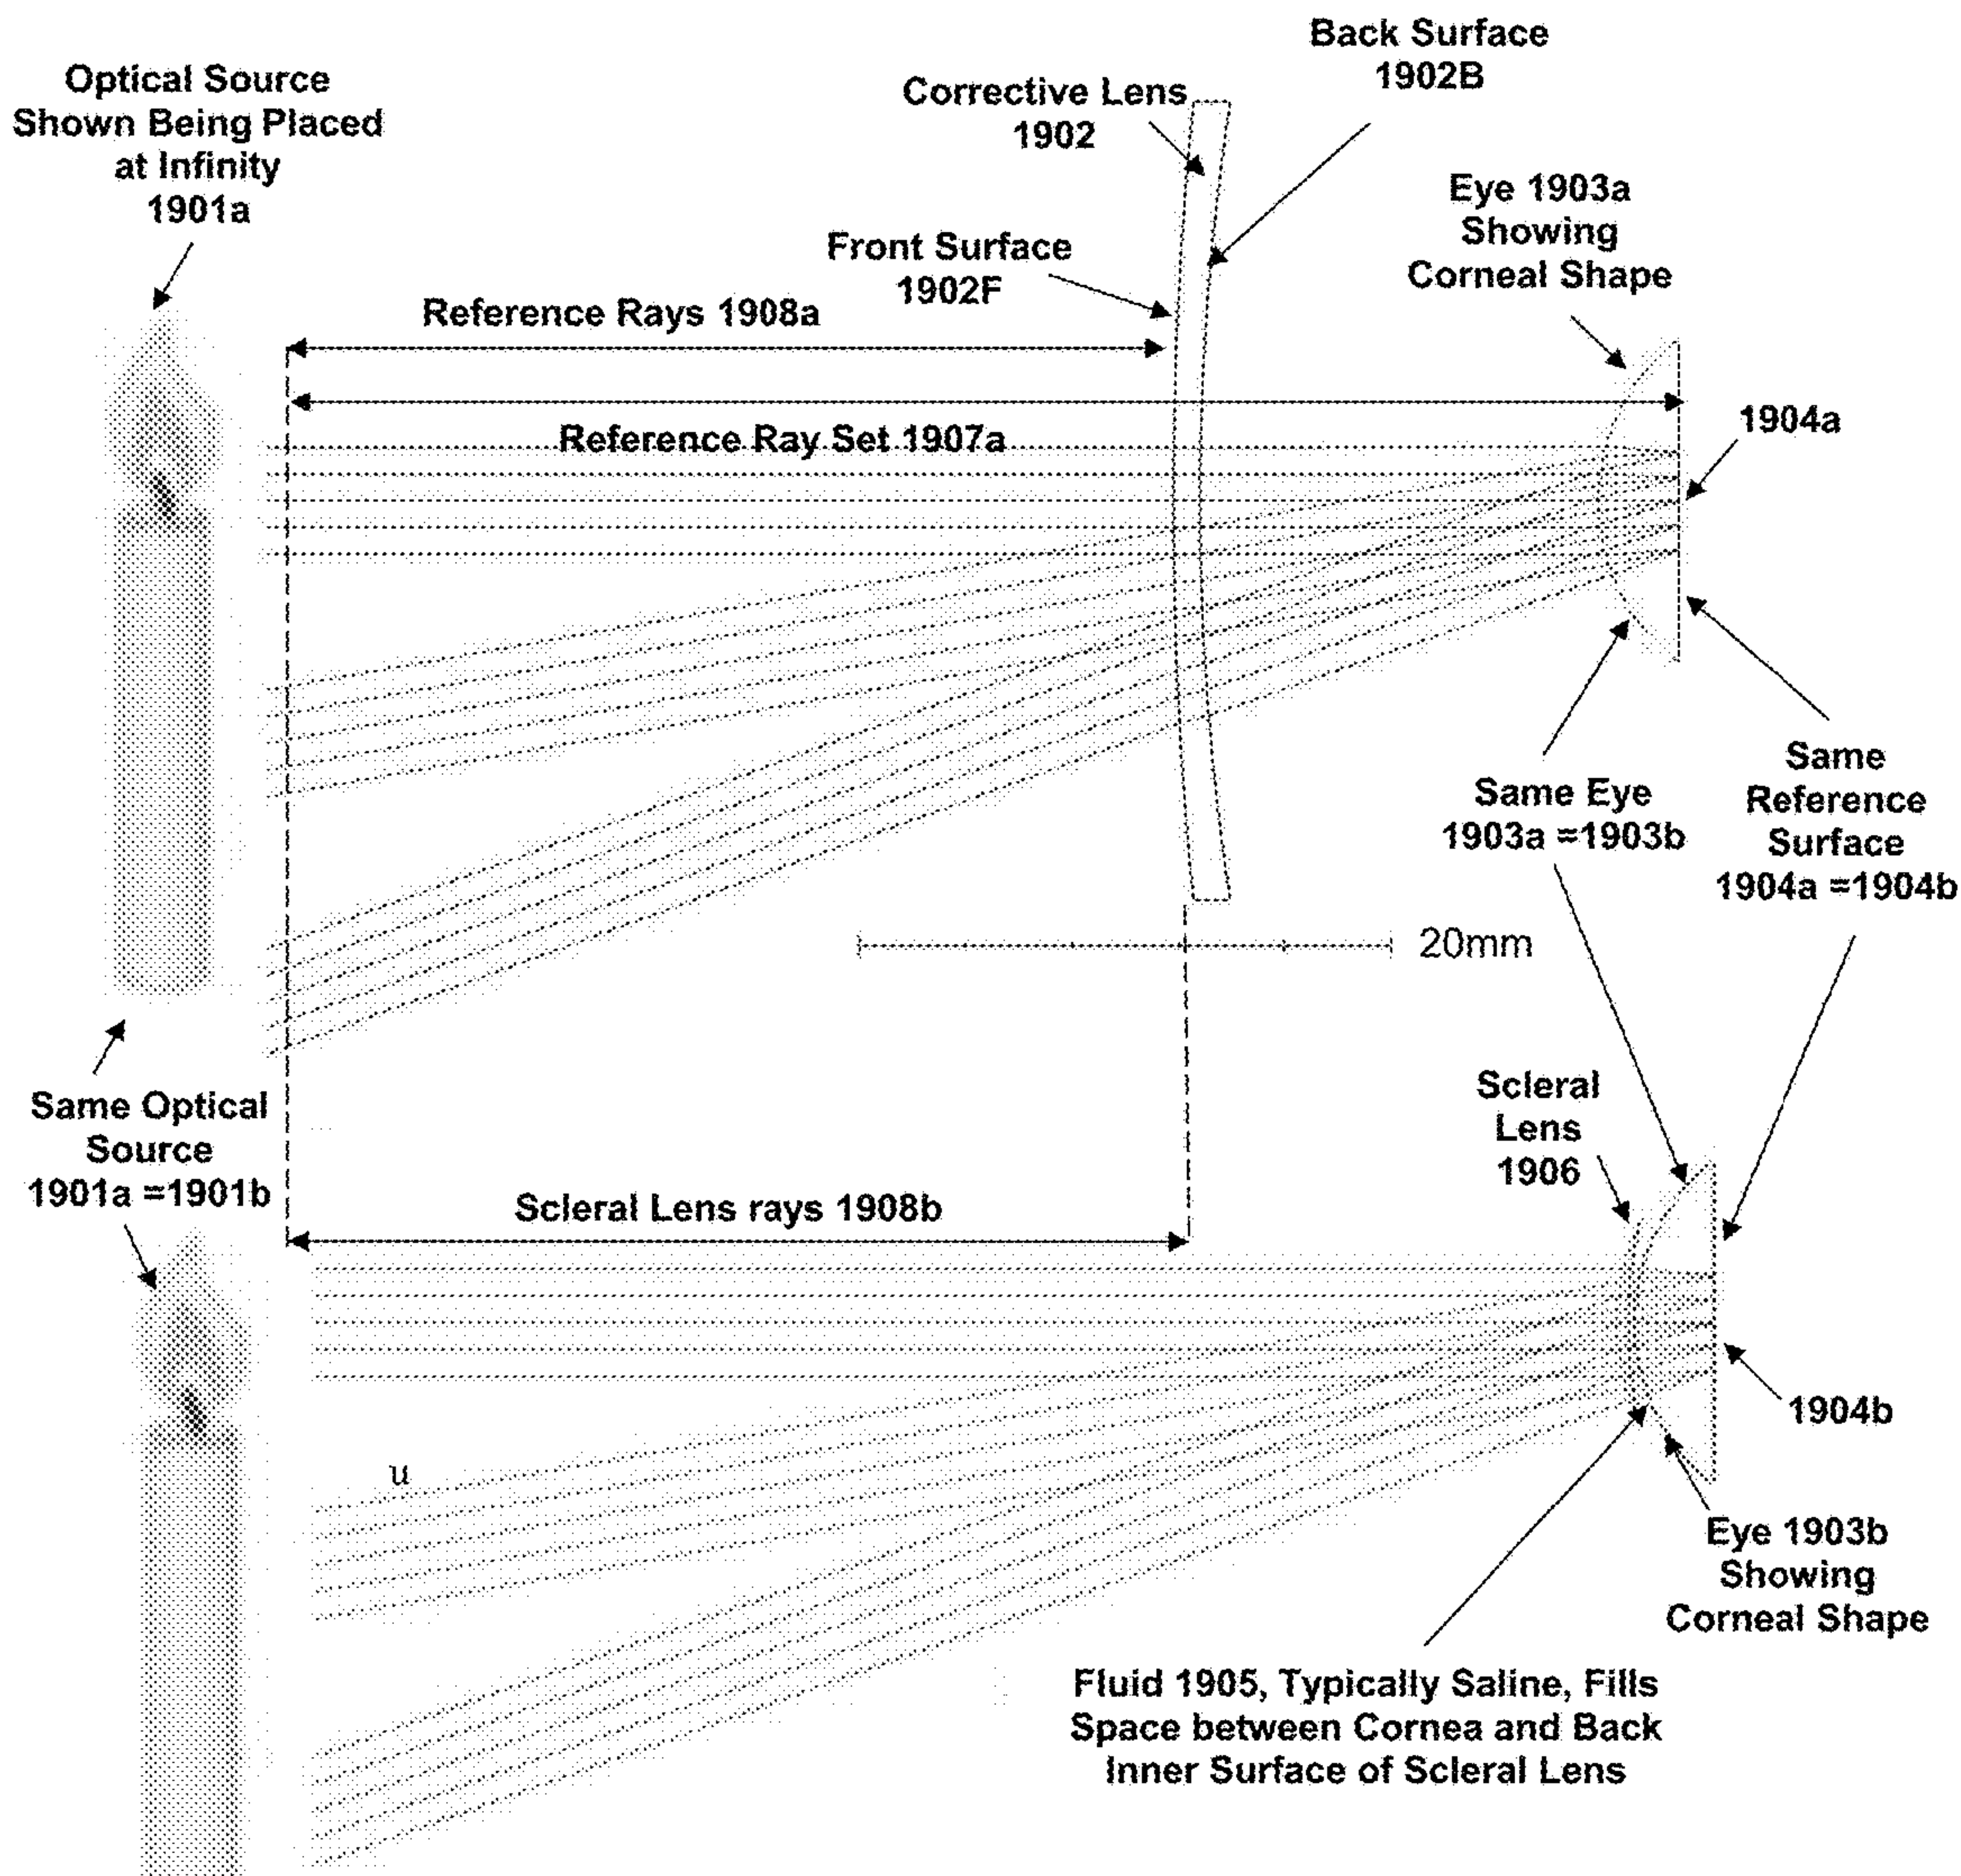 Back Surface
1902B
Optical Source
Shown Being Placed
at Infinity
1901a
Corrective Lens
1902
Eye 1903a
Showing
Corneal Shape
Front Surface
1902F
Reference Rays 1908a
Reference Ray Set 1907a
1904a
Same Eye
1903a =1903b
Same
Reference
Surface
1904a =1904b
20mm
Same Optical
Source
1901a =1901b
Scleral
Lens
1906
Scleral Lens rays 1908b
1904b
u
Eye 1903b
Showing
Corneal Shape
Fluid 1905, Typically Saline, Fills
Space between Cornea and Back
Inner Surface of Scleral Lens